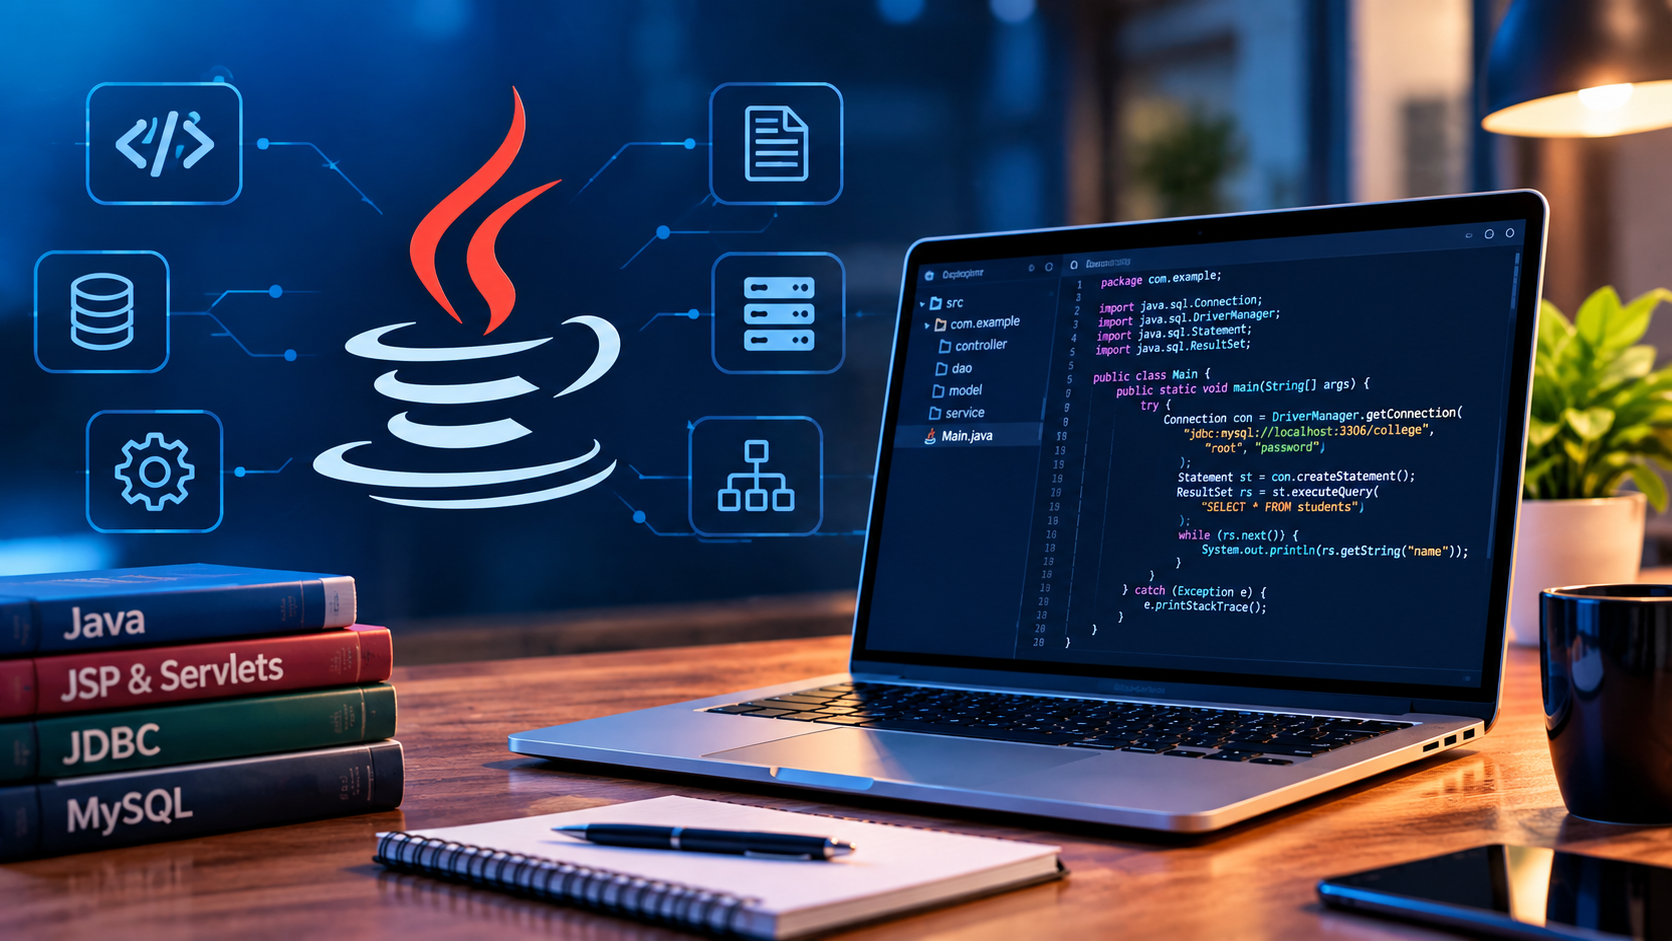 Java
JSP & Servlets
JDBC
MySQL
src
com.example
controller
dao
model
service
Main.java
package com.example;
import java.sql.Connection;
import java.sql.DriverManager;
import java.sql.Statement;
import java.sql.ResultSet;
public class Main {
public static void main(String[] args) {
try {
Connection con = DriverManager.getConnection(
"jdbc:mysql://localhost:3306/college",
"root", "password",
);
Statement st = con.createStatement();
ResultSet rs = st.executeQuery(
"SELECT * FROM students",
);
while (rs.next()) {
System.out.println(rs.getString("name"));
}
}
} catch (Exception e) {
e.printStackTrace();
}
}
}